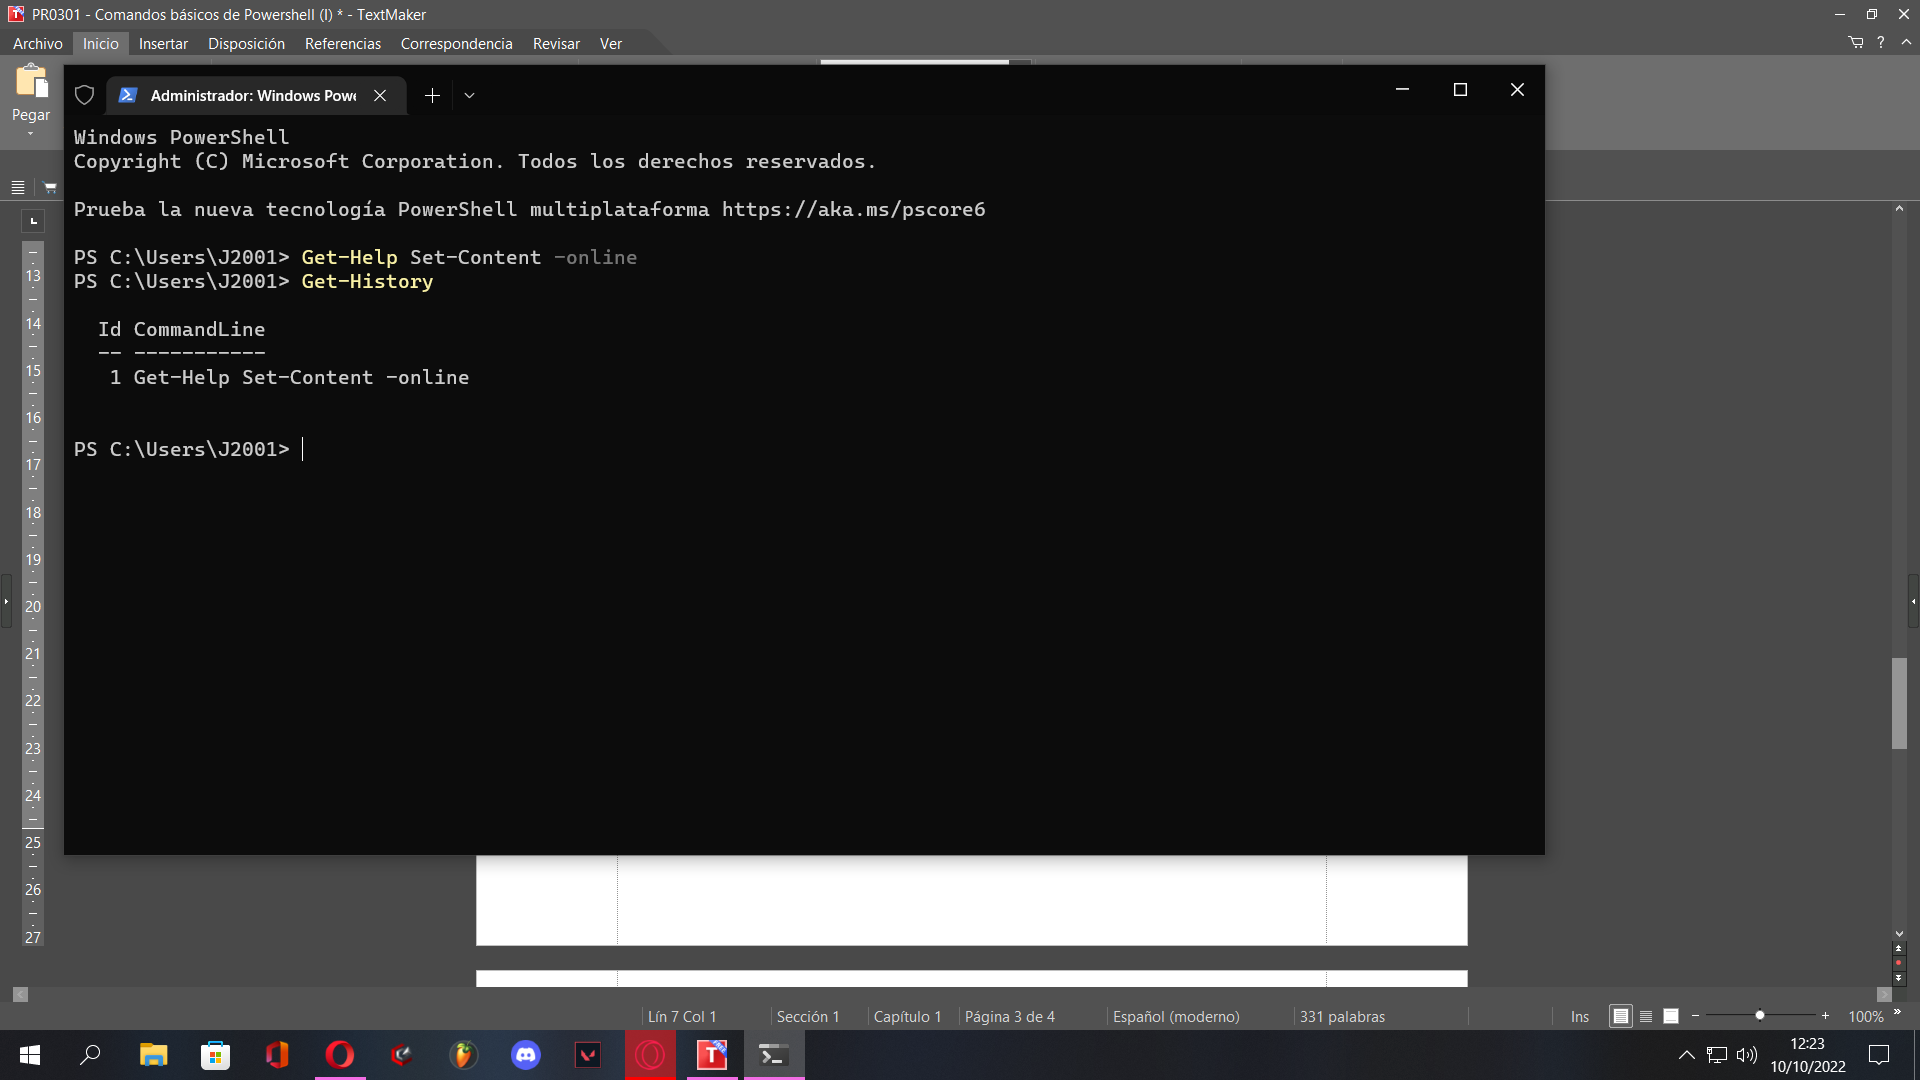 PR0301 - Comandos básicos de Powershell (I) * - TextMaker
Archivo Inicio Insertar Disposición Referencias Correspondencia Revisar Ver
?
Pegar
Administrador: Windows Powe
Windows PowerShell
Copyright (C) Microsoft Corporation. Todos los derechos reservados.
Prueba la nueva tecnología PowerShell multiplataforma https://aka.ms/pscore6
PS C:\Users\J2001> Get-Help Set-Content -online
PS C:\Users\J2001> Get-History
Id CommandLine
-- -----------
1 Get-Help Set-Content -online
PS C:\Users\J2001>
13
14
15
16
17
18
19
20
21
22
23
24
25
26
27
Lín 7 Col 1 Sección 1 Capítulo 1 Página 3 de 4 Español (moderno) 331 palabras Ins 100%
12:23
10/10/2022